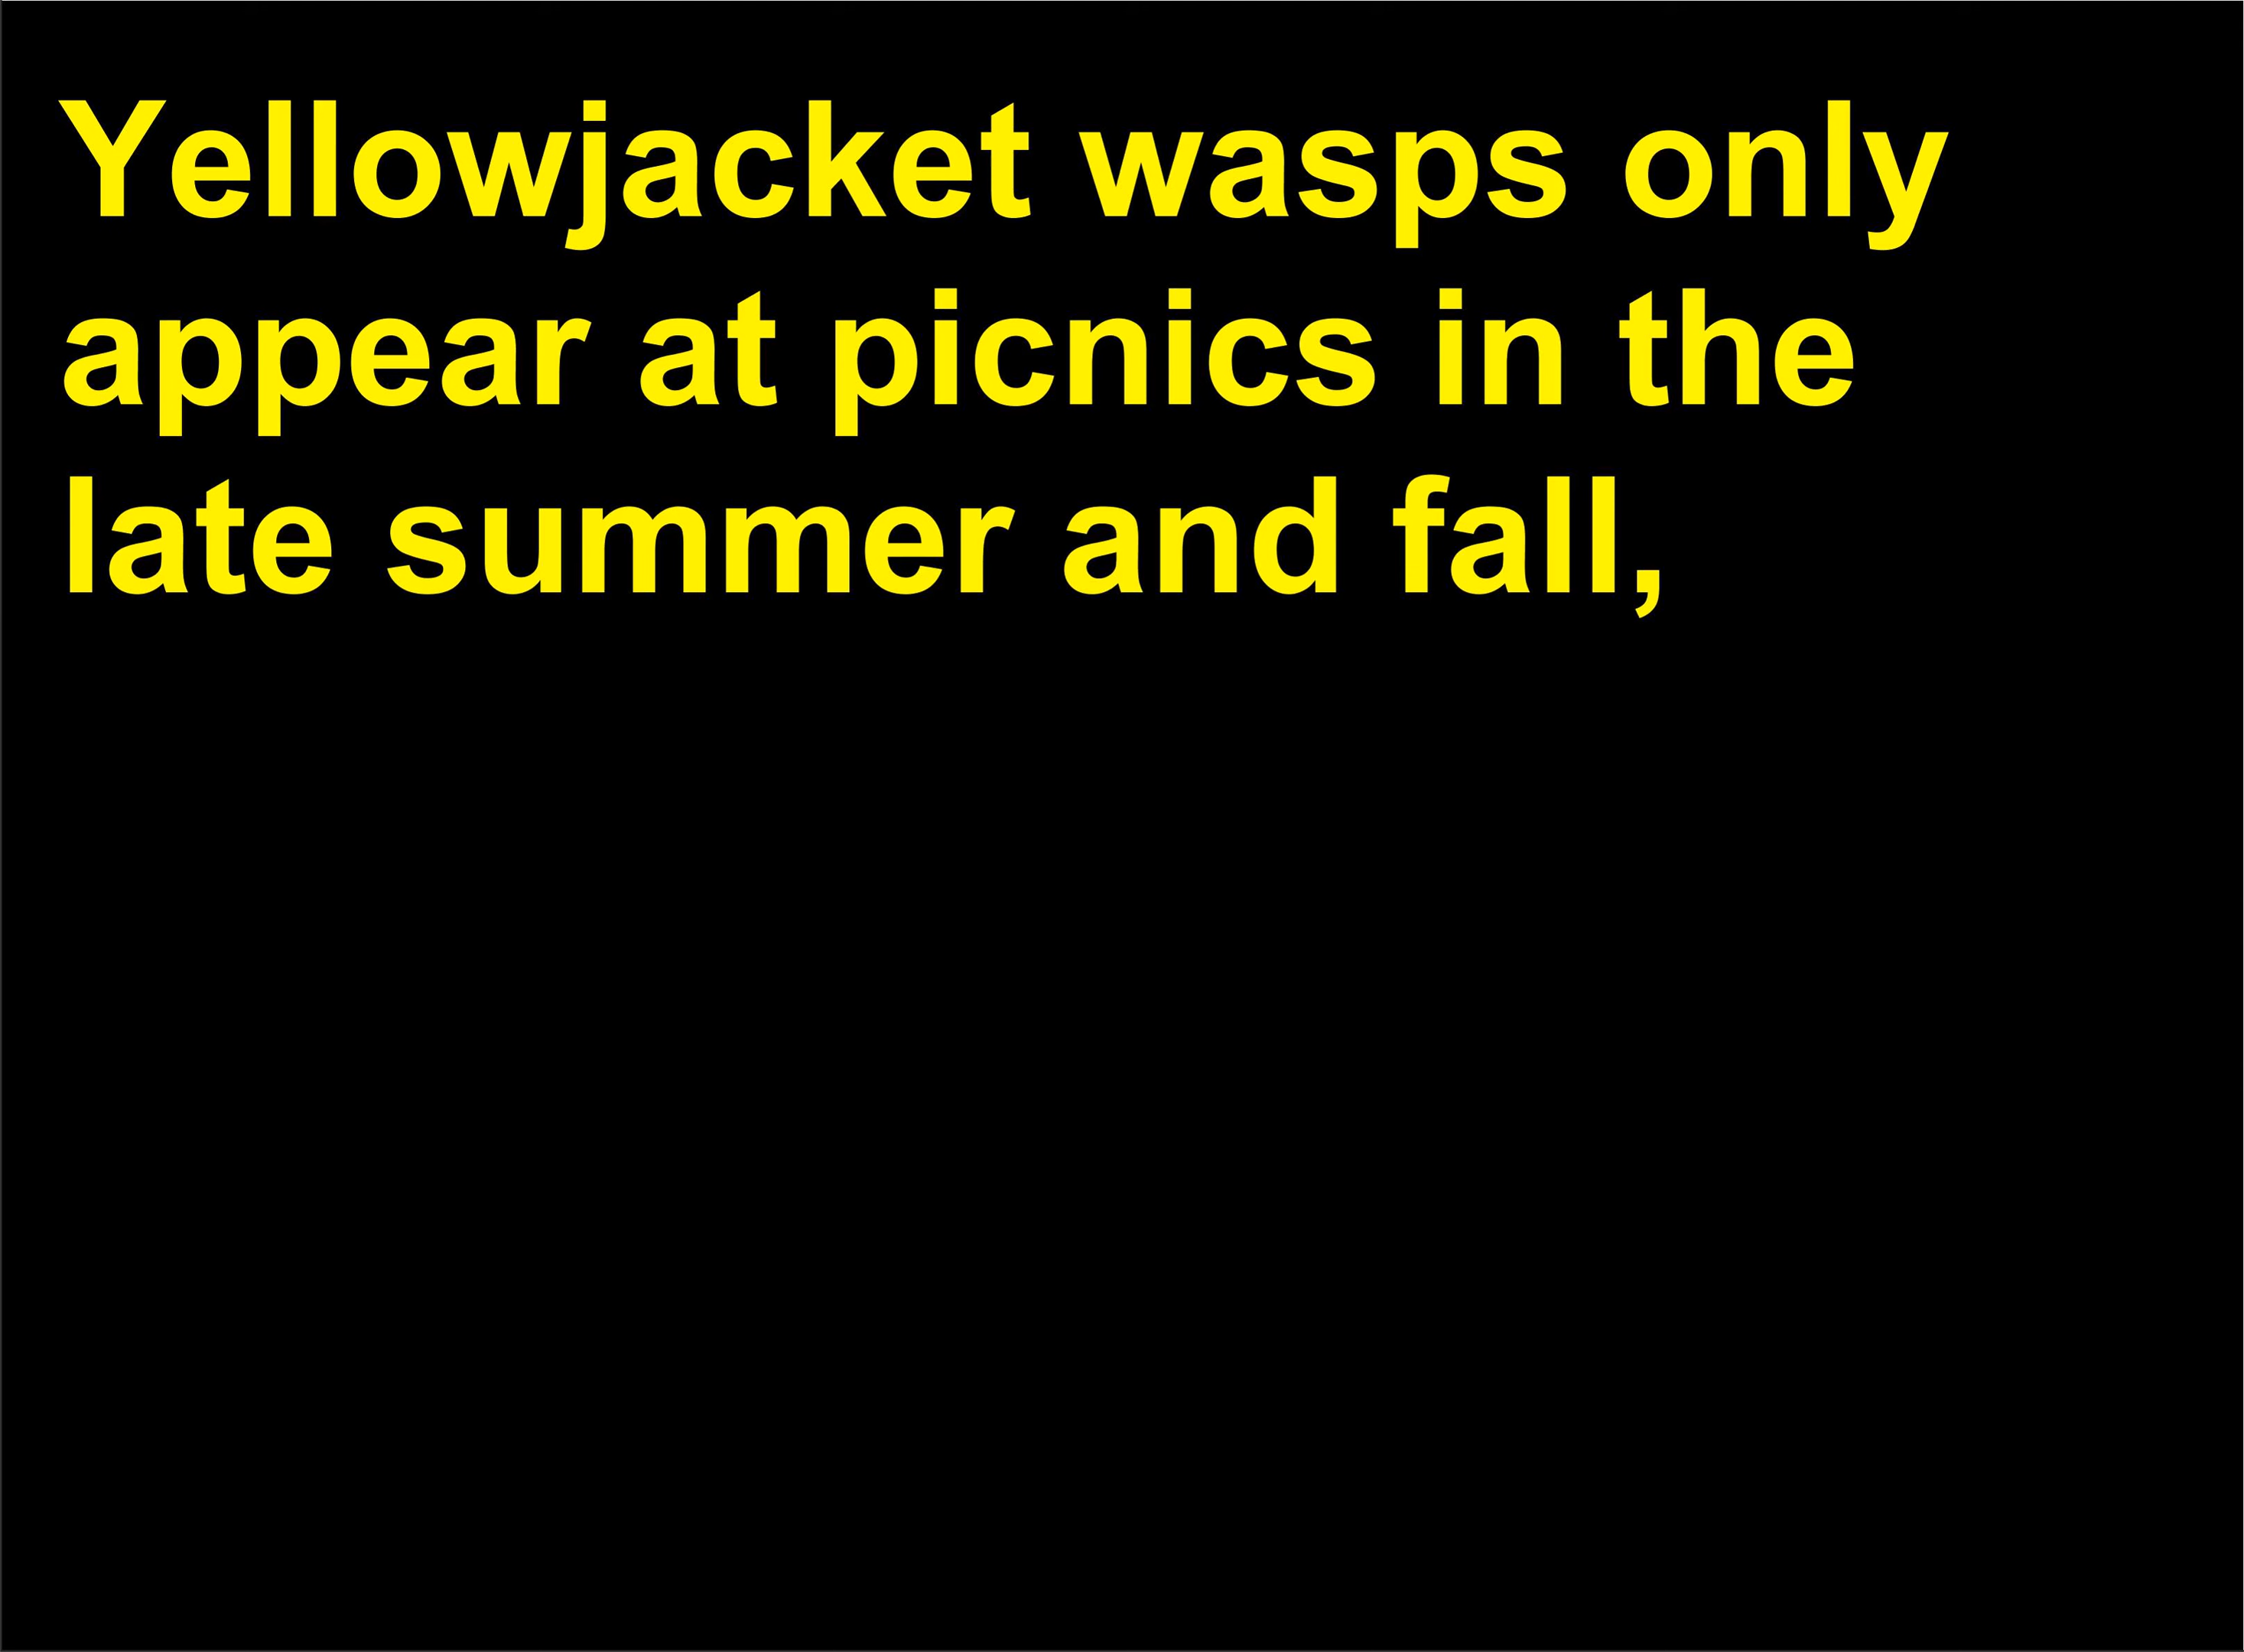 Yellowjacket wasps only
appear at picnics in the
late summer and fall,